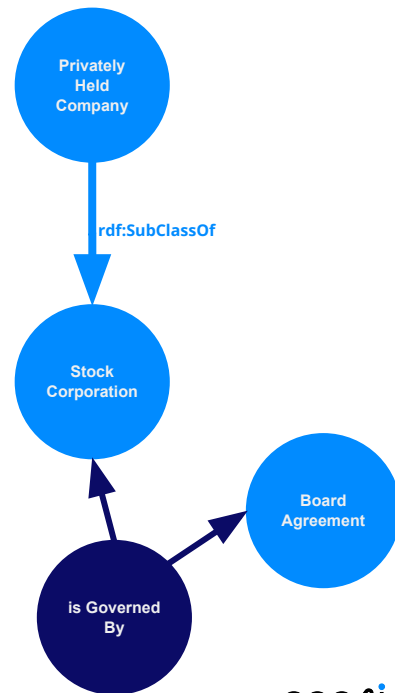 Privately
Held
Company
rdf:SubClassOf
Stock
Corporation
Board
Agreement
is Governed
By